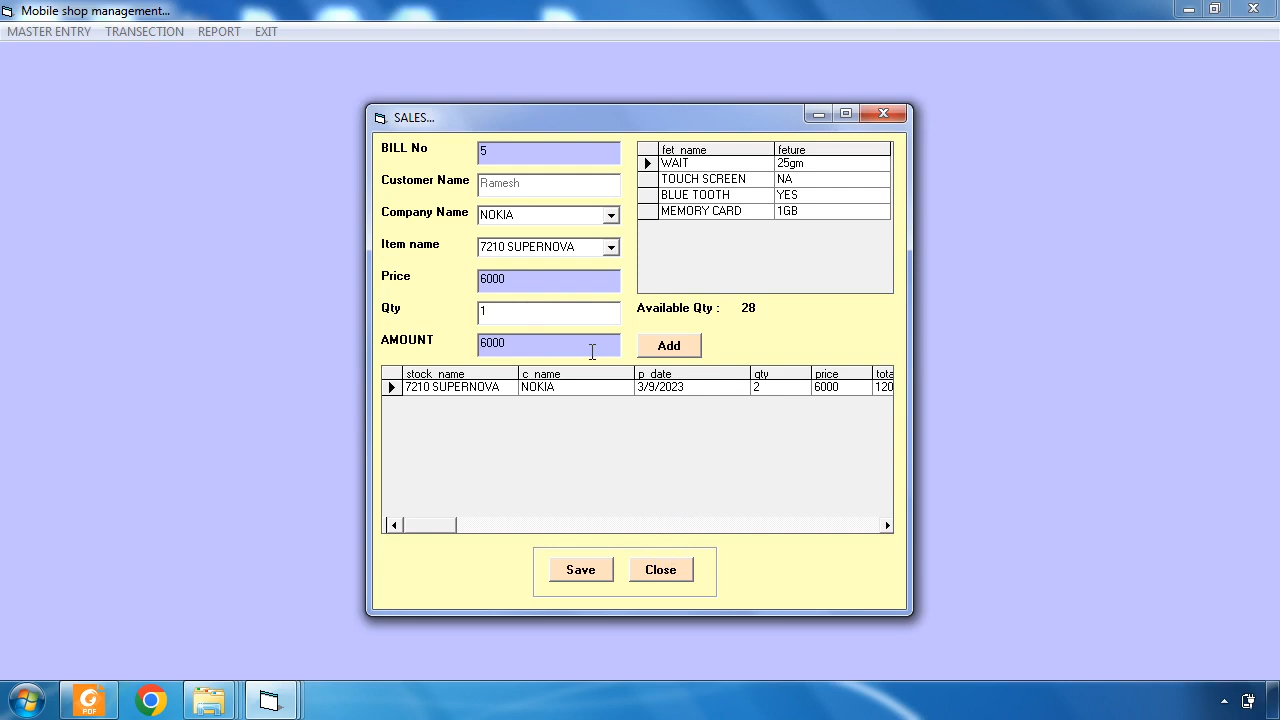 Mobile shop management...
MASTER ENTRY TRANSECTION REPORT EXIT
SALES...
BILL No 5
Customer Name Ramesh
Company Name NOKIA
Item name 7210 SUPERNOVA
Price 6000
Qty 1
AMOUNT 6000
fet_name feture
WAIT 25gm
TOUCH SCREEN NA
BLUE TOOTH YES
MEMORY CARD 1GB
Available Qty : 28
Add
stock_name c_name p_date qty price tota
7210 SUPERNOVA NOKIA 3/9/2023 2 6000 120
Save Close
PDF